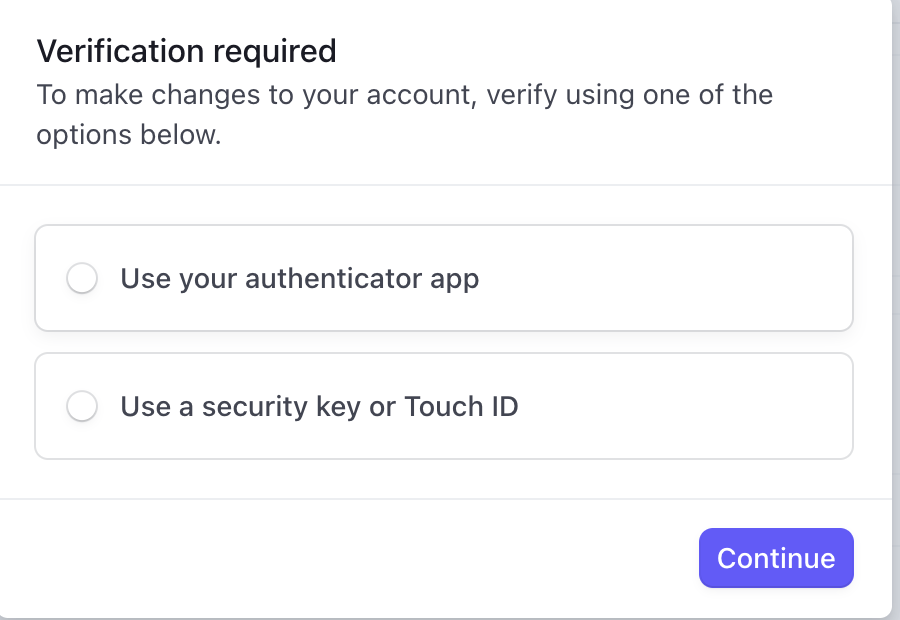 Verification required
To make changes to your account, verify using one of the
options below.
Use your authenticator app
Use a security key or Touch ID
Continue